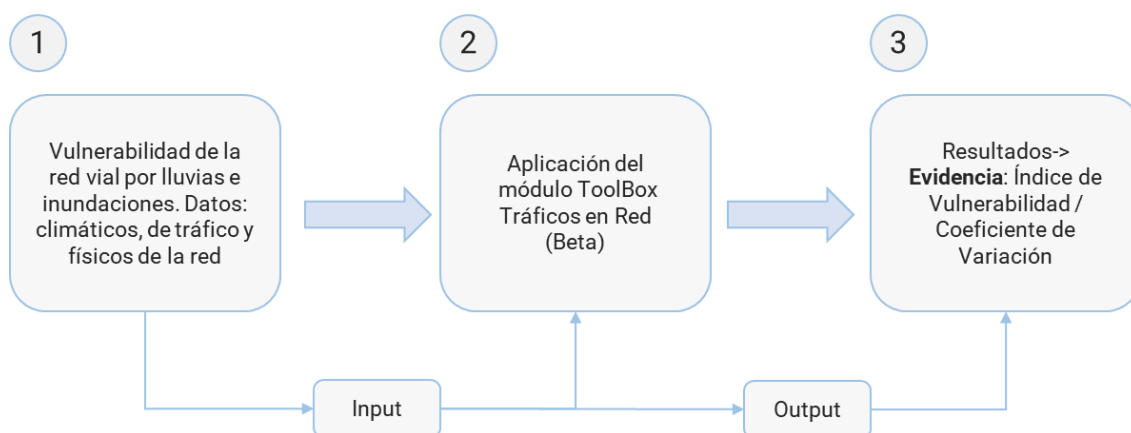 1
2
3
Vulnerabilidad de la
red vial por lluvias e
inundaciones. Datos:
climáticos, de tráfico y
físicos de la red
Aplicación del
módulo ToolBox
Tráficos en Red
(Beta)
Resultados->
Evidencia: Índice de
Vulnerabilidad /
Coeficiente de
Variación
Input
Output